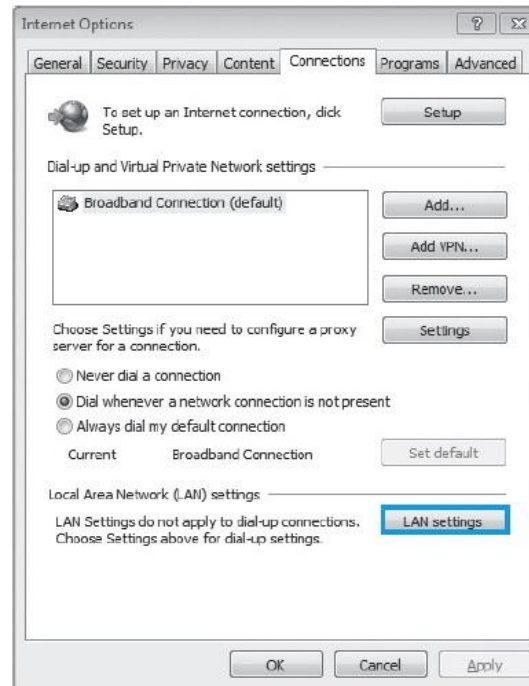 Internet Options
General Security Privacy Content Connections Programs Advanced
To set up an Internet connection, click
Setup.
Setup
Dial-up and Virtual Private Network settings
Broadband Connection (default)
Add...
Add VPN...
Remove...
Choose Settings if you need to configure a proxy
server for a connection.
Settings
Never dial a connection
Dial whenever a network connection is not present
Always dial my default connection
Current Broadband Connection
Set default
Local Area Network (LAN) settings
LAN Settings do not apply to dial-up connections.
Choose Settings above for dial-up settings.
LAN settings
OK Cancel Apply